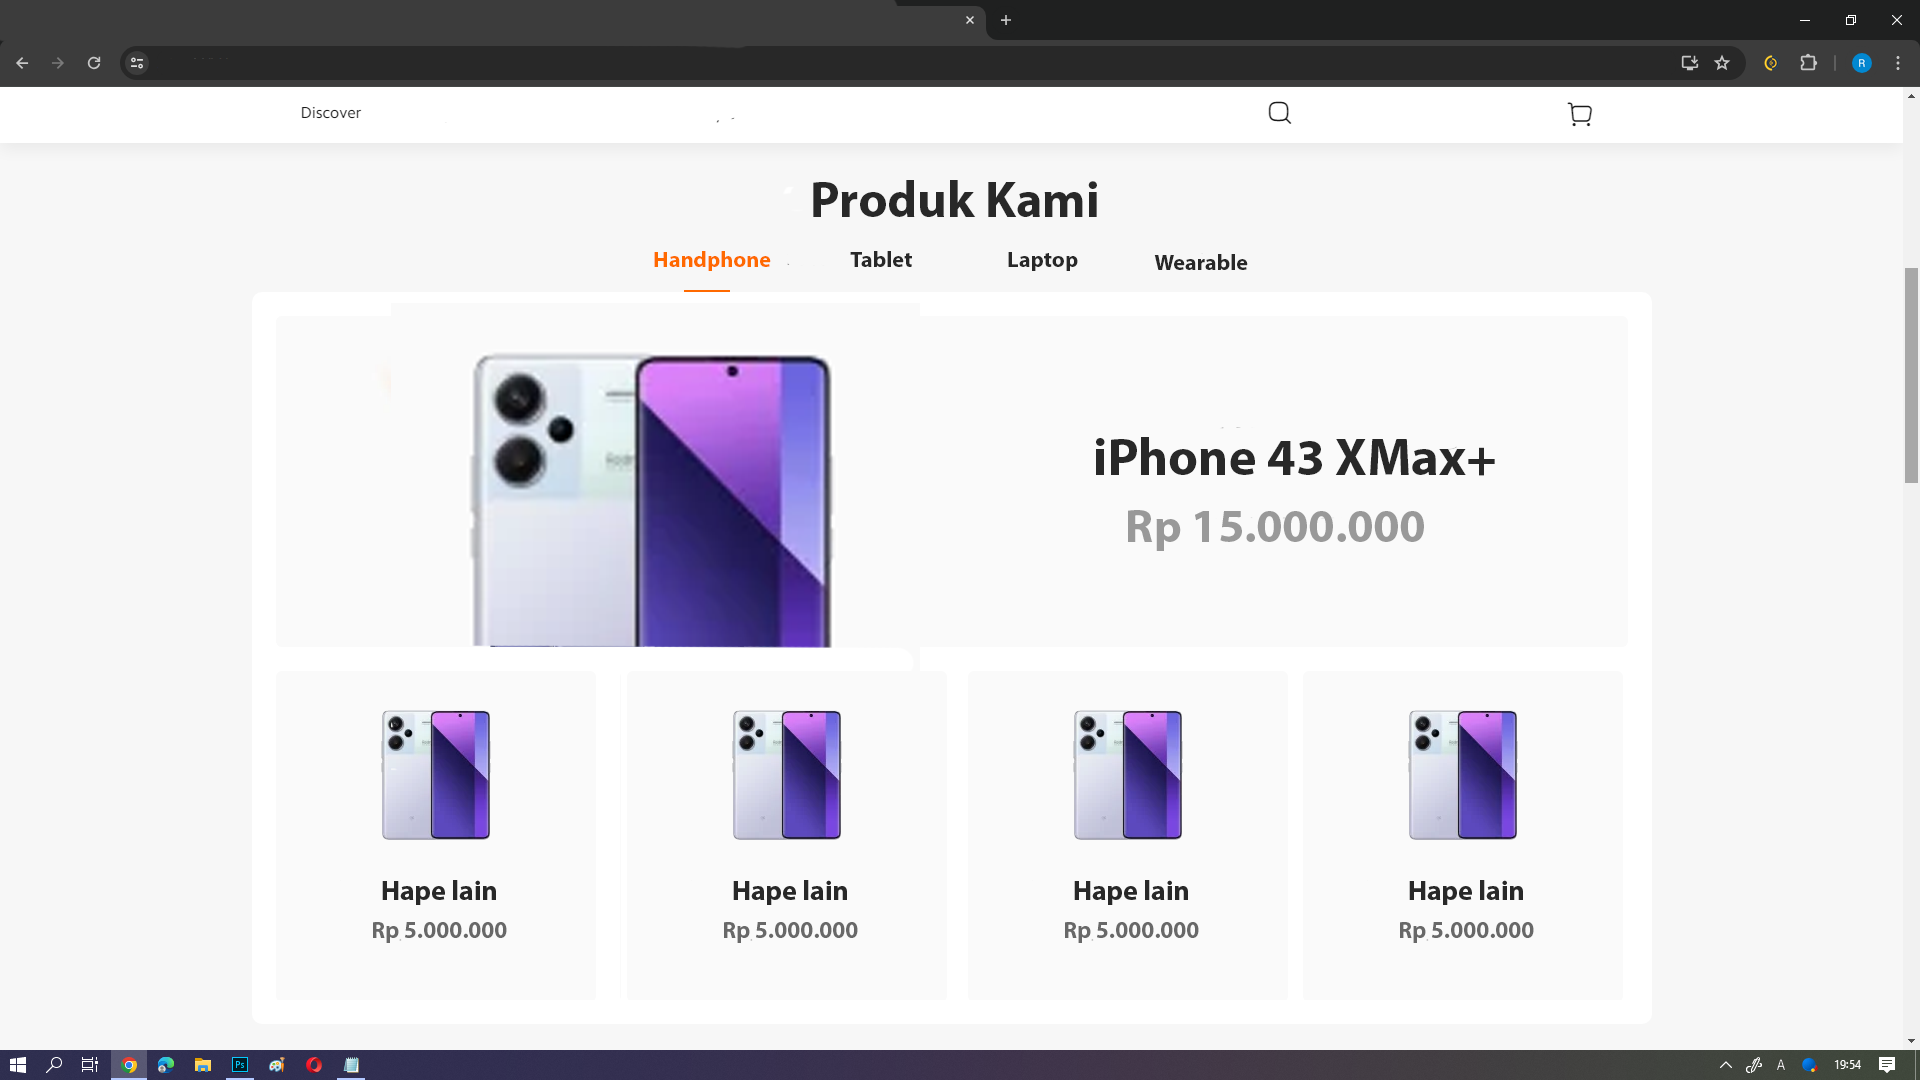 R
Discover
Produk Kami
Handphone Tablet Laptop Wearable
iPhone 43 XMax+
Rp 15.000.000
Hape lain Hape lain Hape lain Hape lain
Rp 5.000.000 Rp 5.000.000 Rp 5.000.000 Rp 5.000.000
Ps A 19:54